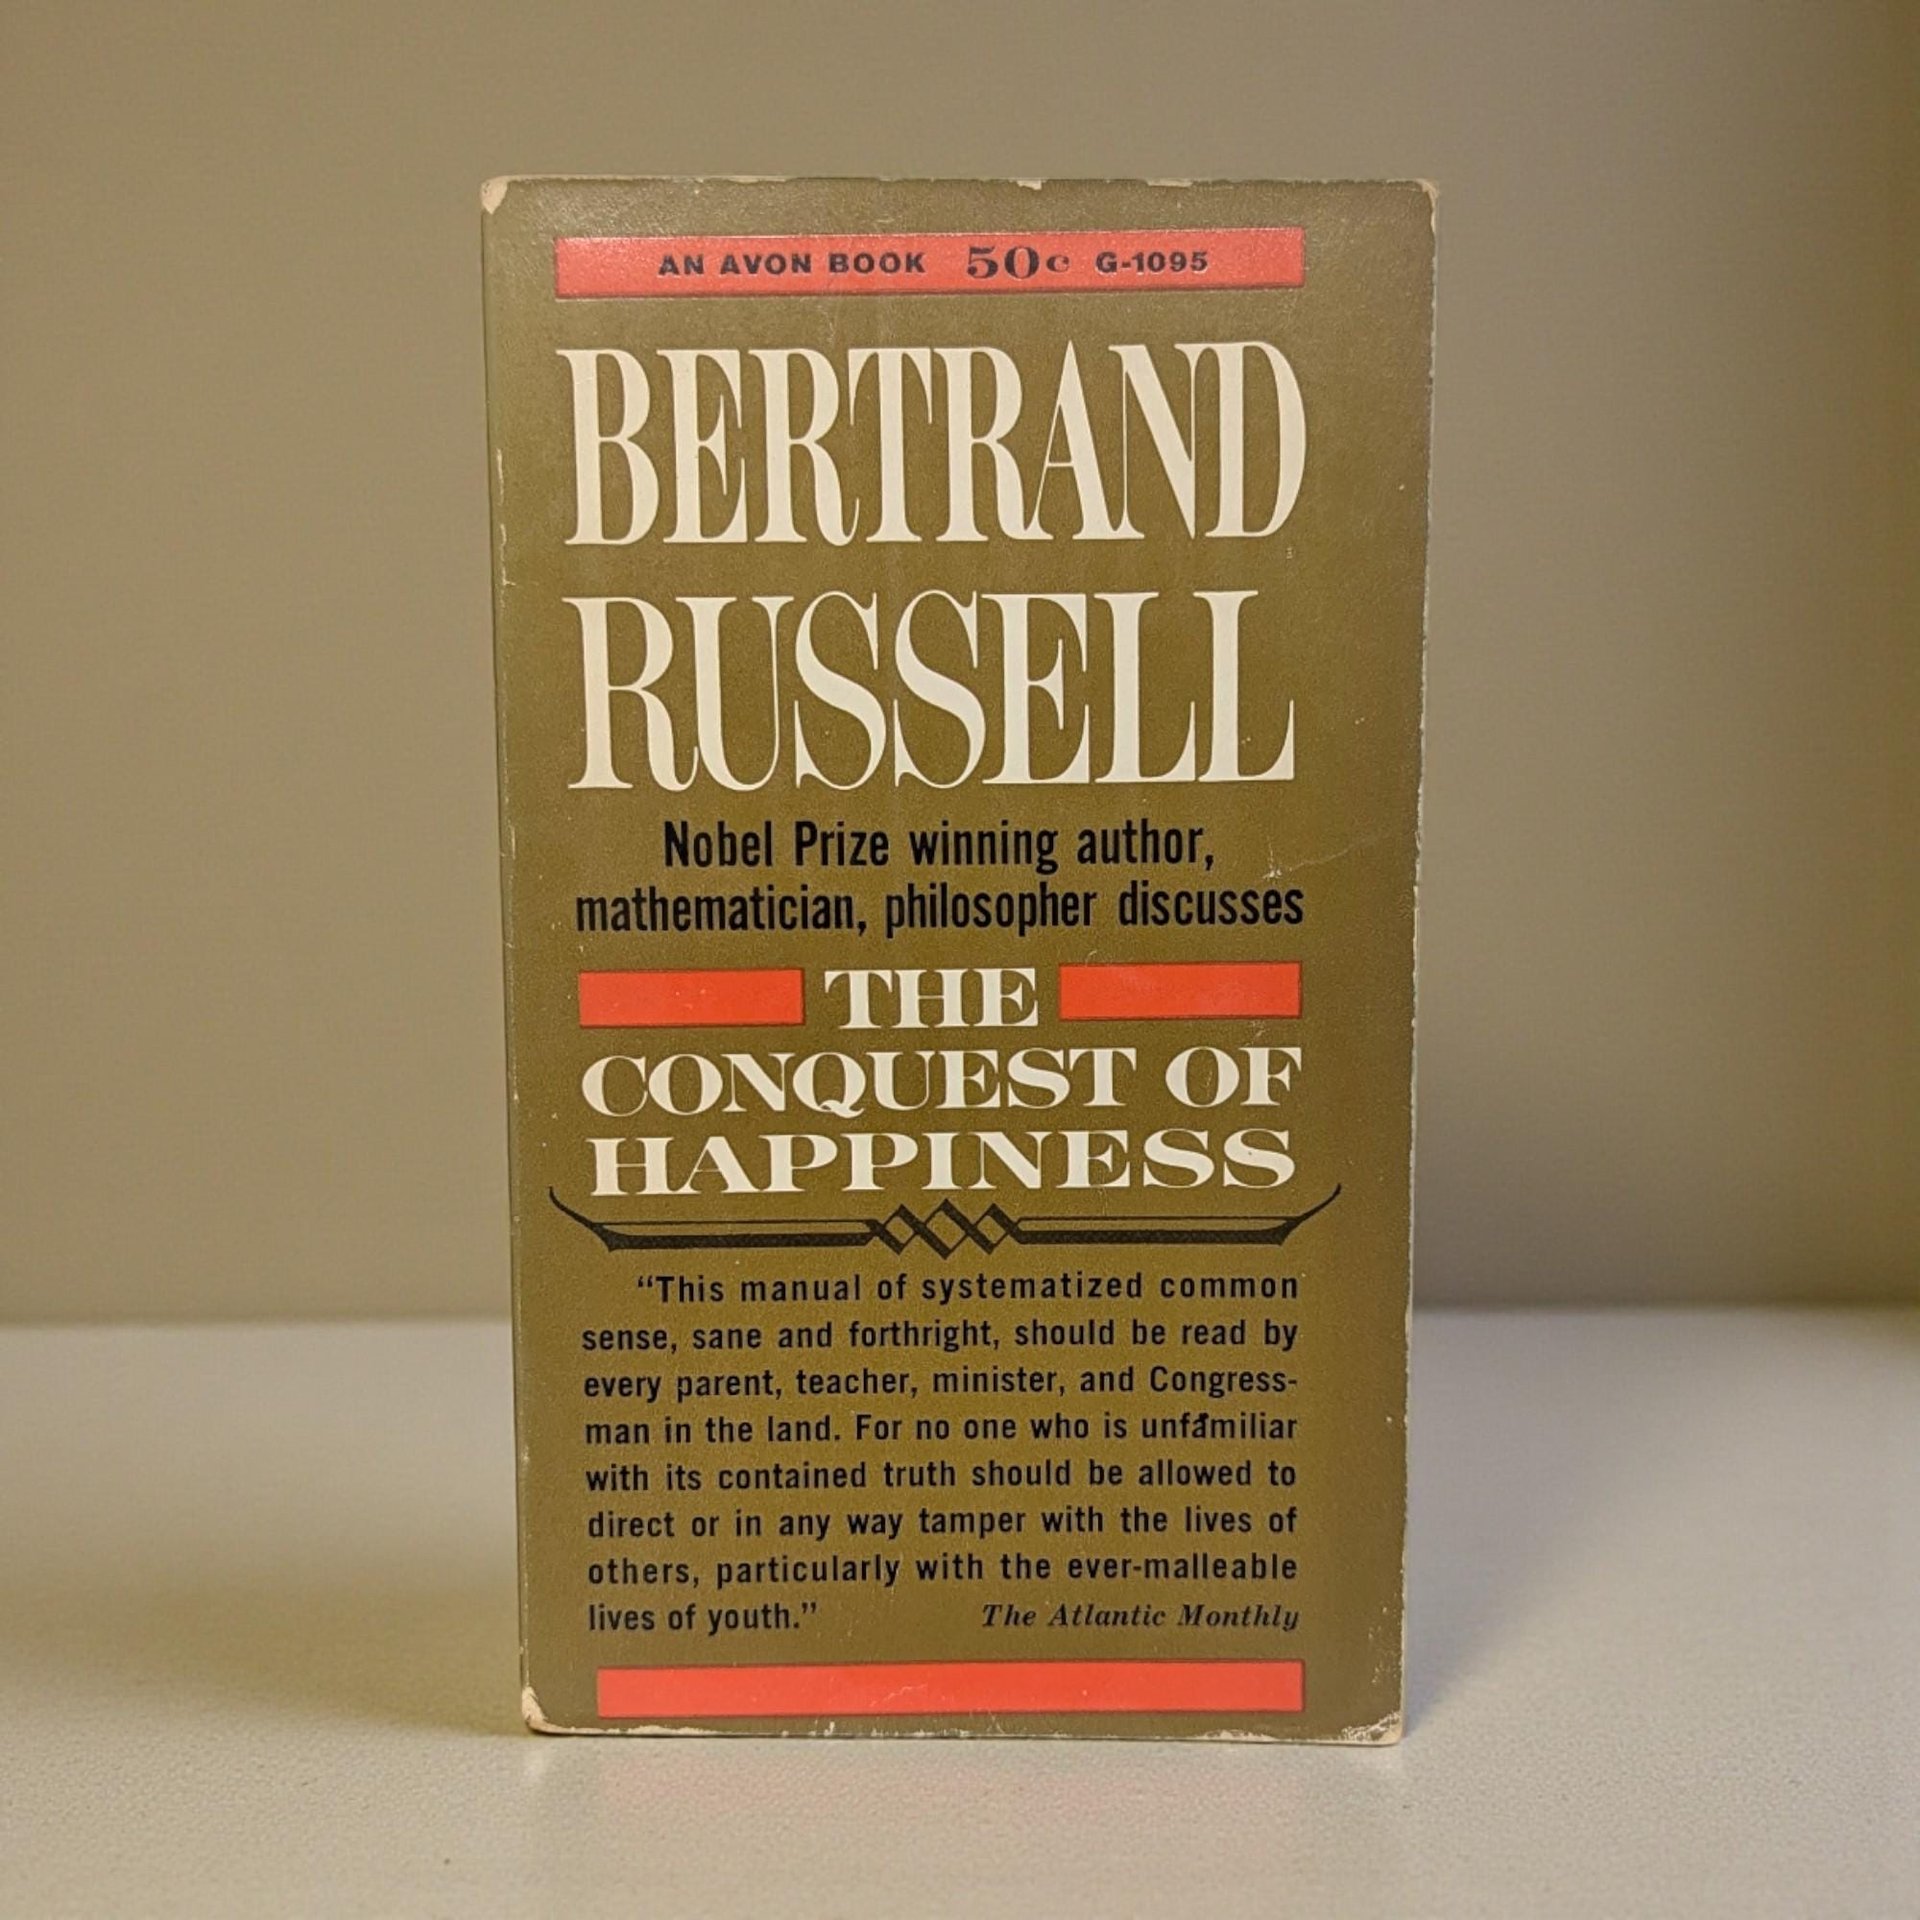 AN AVON BOOK 50c G-1095
BERTRAND
RUSSELL
Nobel Prize winning author,
mathematician, philosopher discusses
THE
CONQUEST OF
HAPPINESS
“This manual of systematized common
sense, sane and forthright, should be read by
every parent, teacher, minister, and Congress-
man in the land. For no one who is unfamiliar
with its contained truth should be allowed to
direct or in any way tamper with the lives of
others, particularly with the ever-malleable
lives of youth.” The Atlantic Monthly